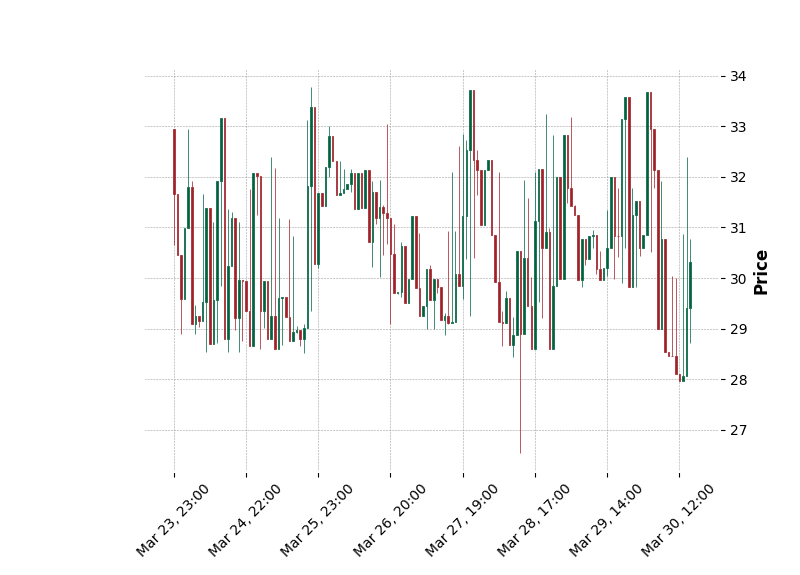 34
33
32
31
30
29
28
27
Price
Mar 23, 23:00
Mar 24, 22:00
Mar 25, 23:00
Mar 26, 20:00
Mar 27, 19:00
Mar 28, 17:00
Mar 29, 14:00
Mar 30, 12:00